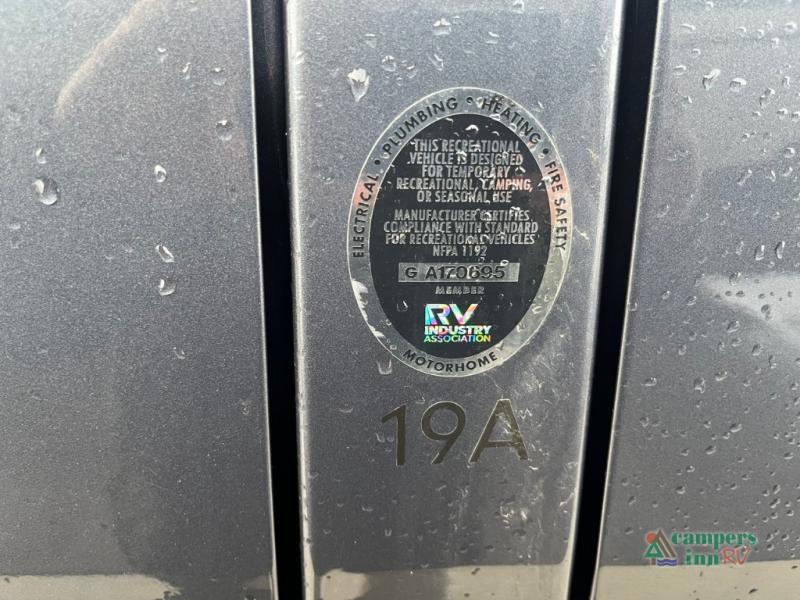 ELECTRICAL • PLUMBING • HEATING • FIRE SAFETY
THIS RECREATIONAL
VEHICLE IS DESIGNED
FOR TEMPORARY
RECREATIONAL, CAMPING,
OR SEASONAL USE
MANUFACTURER CERTIFIES
COMPLIANCE WITH STANDARD
FOR RECREATIONAL VEHICLES
NFPA 1192
G A170695
MEMBER
RV
INDUSTRY
ASSOCIATION
MOTORHOME
19A
campers
inn RV